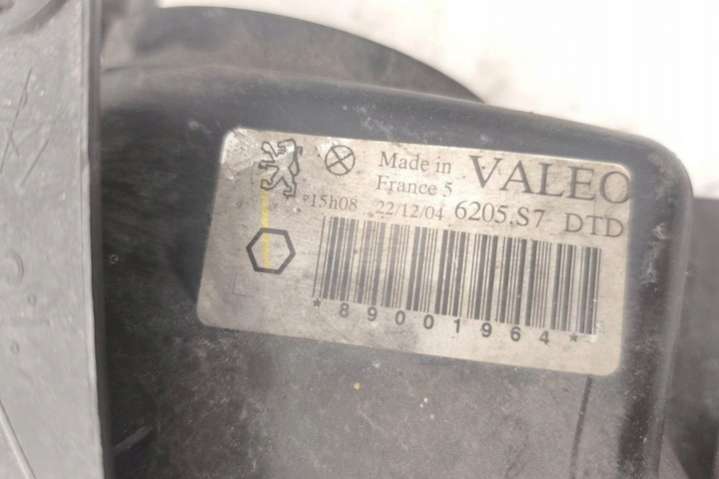 Made in VALEO
France 5
15h08 22/12/04 6205.S7 DTD
*89001964*